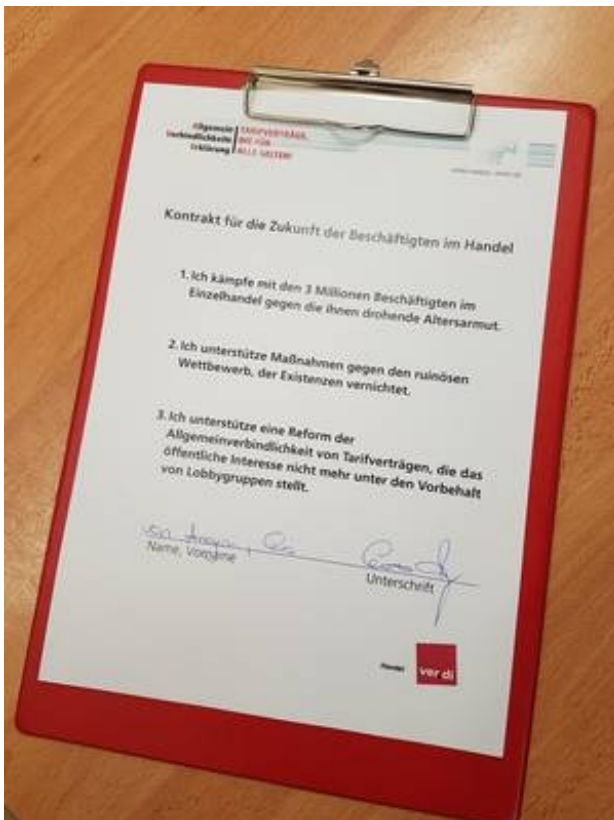 Allgemein
Verbindlichkeits
Erklärung
TARIFVERTRÄGE,
DIE FÜR
ALLE GELTEN!
Kontrakt für die Zukunft der Beschäftigten im Handel
1. Ich kämpfe mit den 3 Millionen Beschäftigten im
Einzelhandel gegen die ihnen drohende Altersarmut.
2. Ich unterstütze Maßnahmen gegen den ruinösen
Wettbewerb, der Existenzen vernichtet.
3. Ich unterstütze eine Reform der
Allgemeinverbindlichkeit von Tarifverträgen, die das
öffentliche Interesse nicht mehr unter den Vorbehalt
von Lobbygruppen stellt.
Name, Vorname
Unterschrift
Handel
ver di